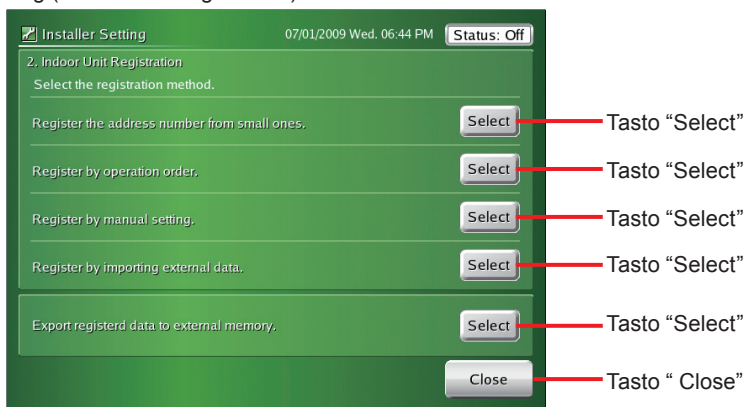 Installer Setting 07/01/2009 Wed. 06:44 PM Status: Off
2. Indoor Unit Registration
Select the registration method.
Register the address number from small ones. Select Tasto “Select”
Register by operation order. Select Tasto “Select”
Register by manual setting. Select Tasto “Select”
Register by importing external data. Select Tasto “Select”
Export registerd data to external memory. Select Tasto “Select”
Close Tasto “ Close”